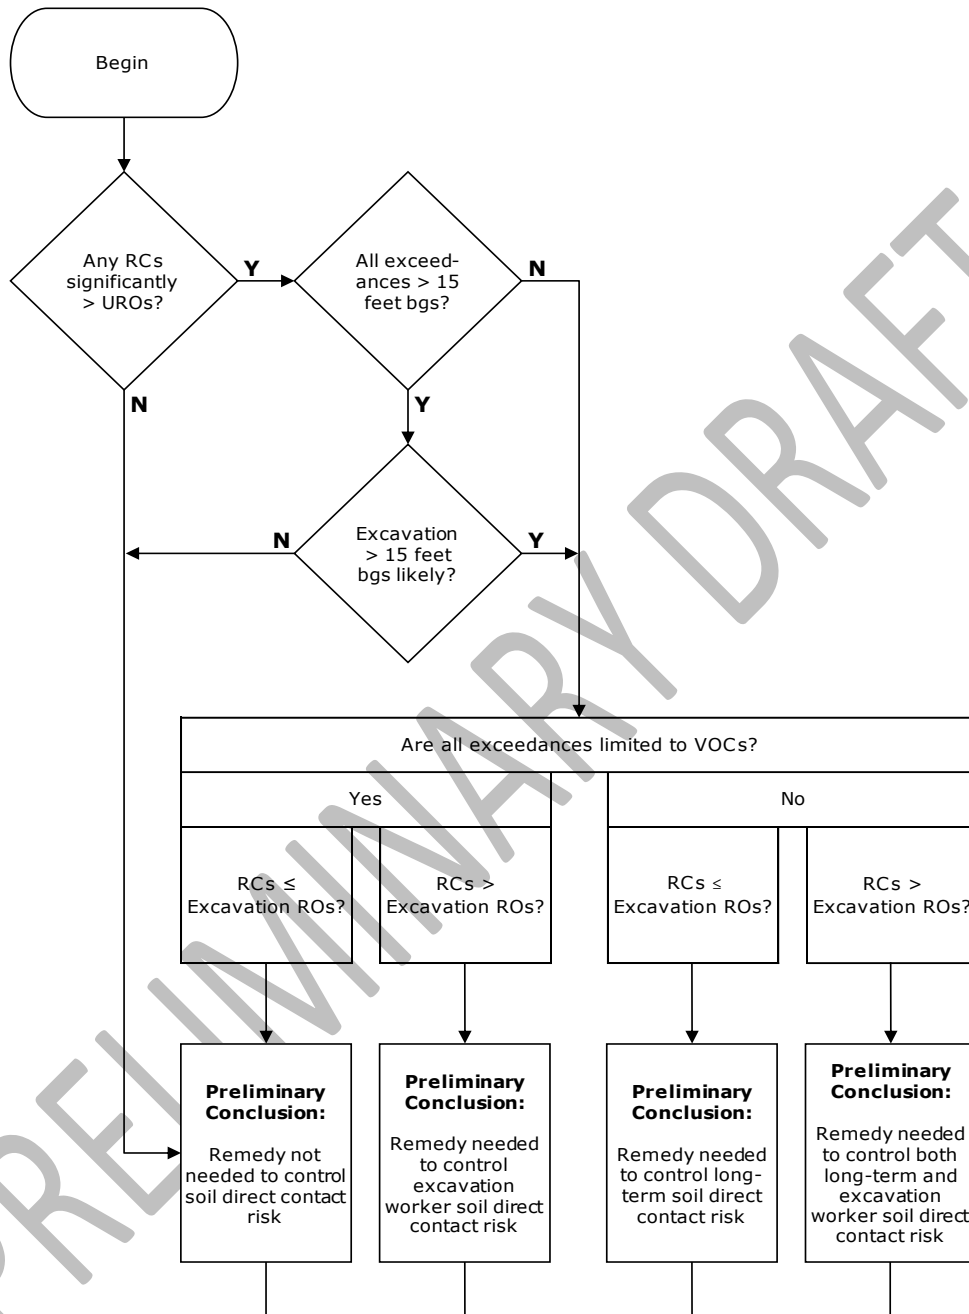 Begin
Any RCs
significantly
> UROs?
Y
All exceed-
ances > 15
feet bgs?
N
N
Y
Excavation
> 15 feet
bgs likely?
N
Y
Are all exceedances limited to VOCs?
Yes
No
RCs ≤
Excavation ROs?
RCs >
Excavation ROs?
RCs ≤
Excavation ROs?
RCs >
Excavation ROs?
Preliminary
Conclusion:
Remedy not
needed to control
soil direct contact
risk
Preliminary
Conclusion:
Remedy needed
to control
excavation
worker soil direct
contact risk
Preliminary
Conclusion:
Remedy needed
to control long-
term soil direct
contact risk
Preliminary
Conclusion:
Remedy needed
to control both
long-term and
excavation
worker soil direct
contact risk
PRELIMINARY DRAFT